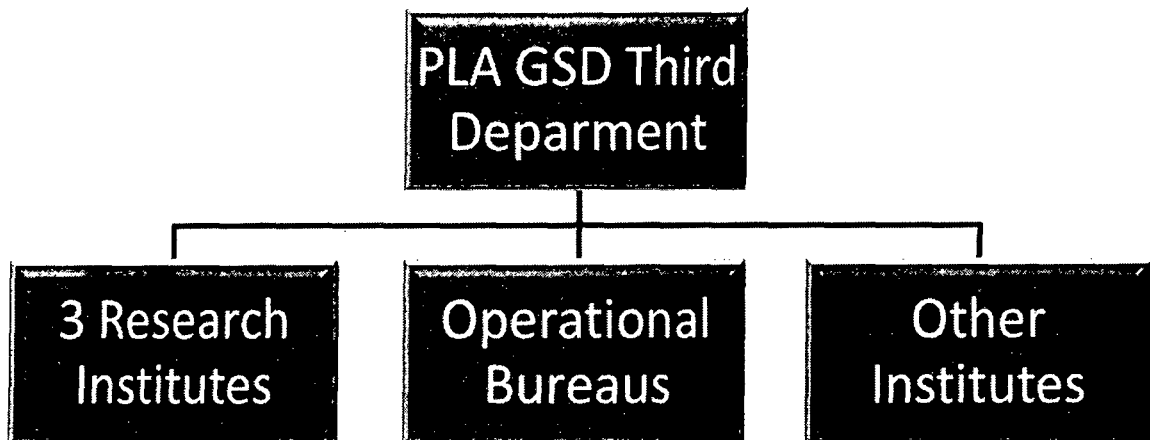 PLA GSD Third
Deparment
3 Research
Institutes
Operational
Bureaus
Other
Institutes